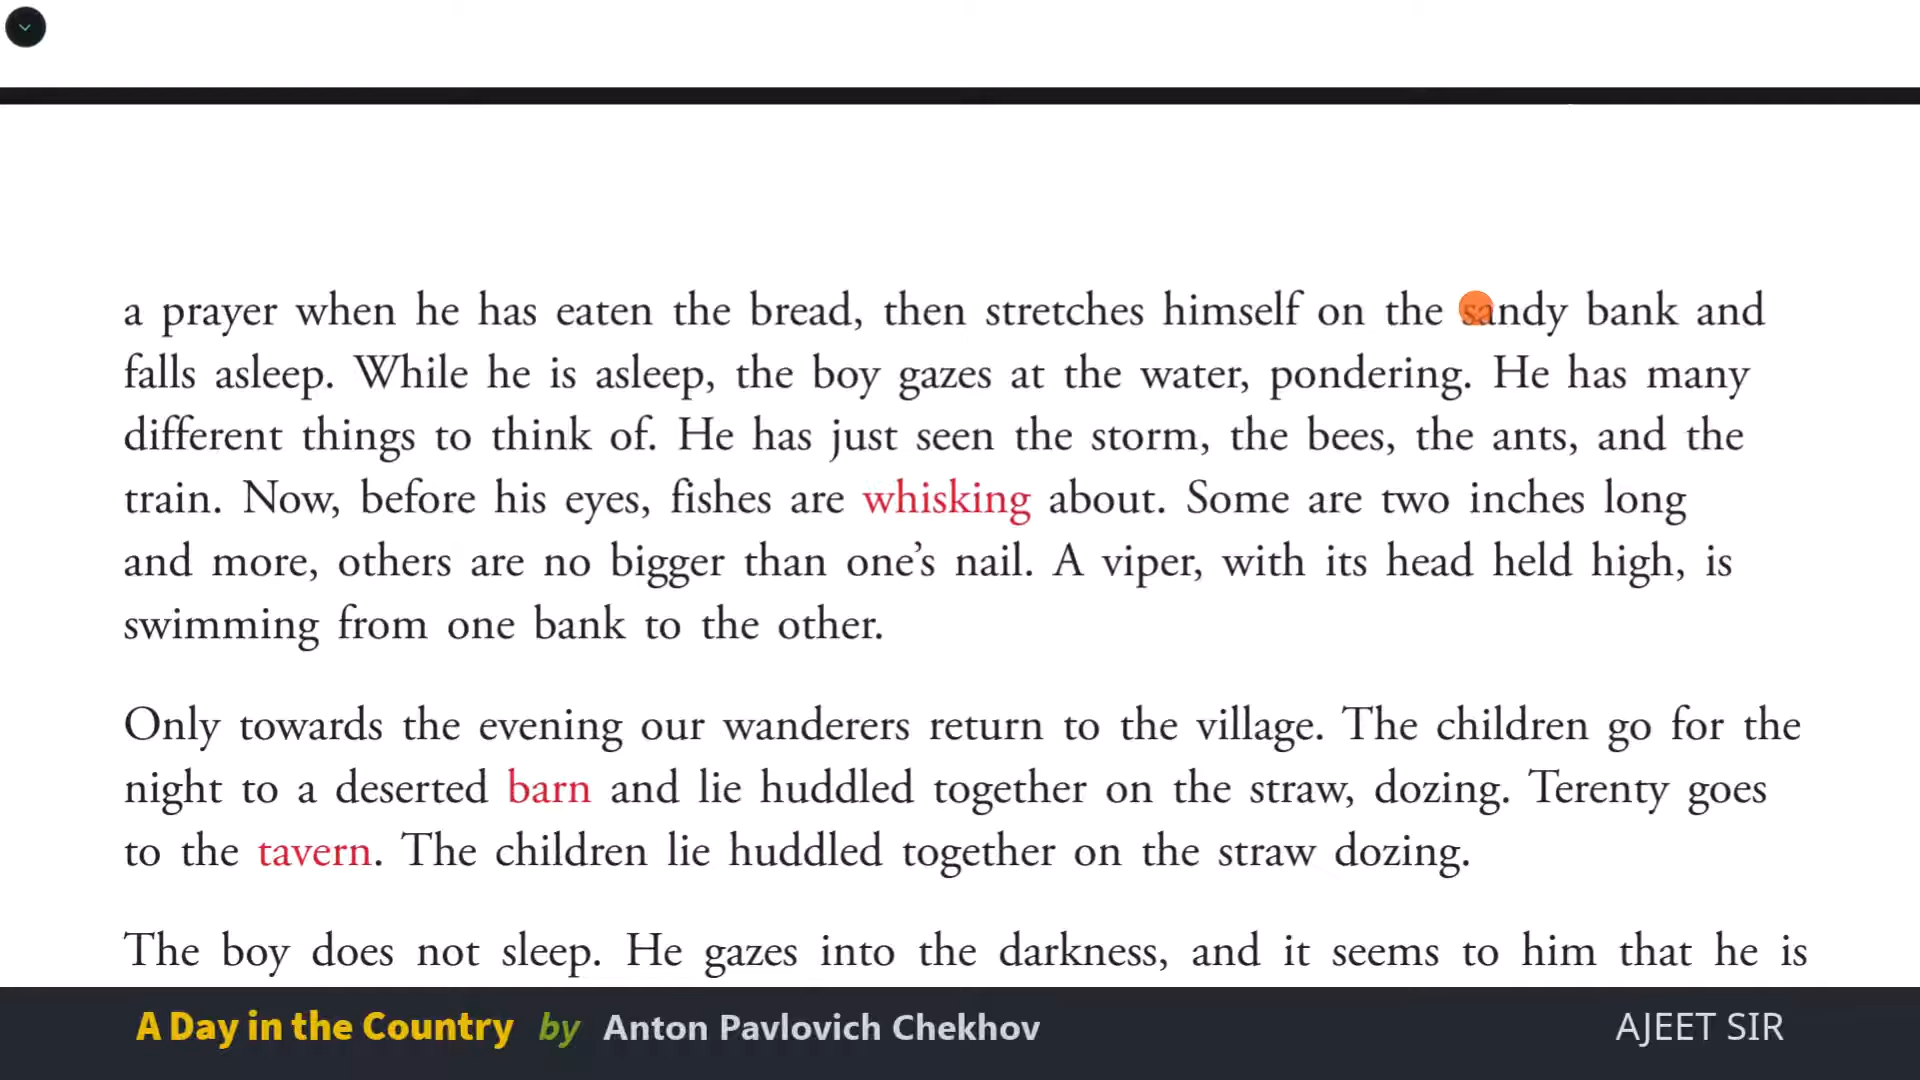 a prayer when he has eaten the bread, then stretches himself on the sandy bank and
falls asleep. While he is asleep, the boy gazes at the water, pondering. He has many
different things to think of. He has just seen the storm, the bees, the ants, and the
train. Now, before his eyes, fishes are whisking about. Some are two inches long
and more, others are no bigger than one’s nail. A viper, with its head held high, is
swimming from one bank to the other.
Only towards the evening our wanderers return to the village. The children go for the
night to a deserted barn and lie huddled together on the straw, dozing. Terenty goes
to the tavern. The children lie huddled together on the straw dozing.
The boy does not sleep. He gazes into the darkness, and it seems to him that he is
A Day in the Country by Anton Pavlovich Chekhov AJEET SIR